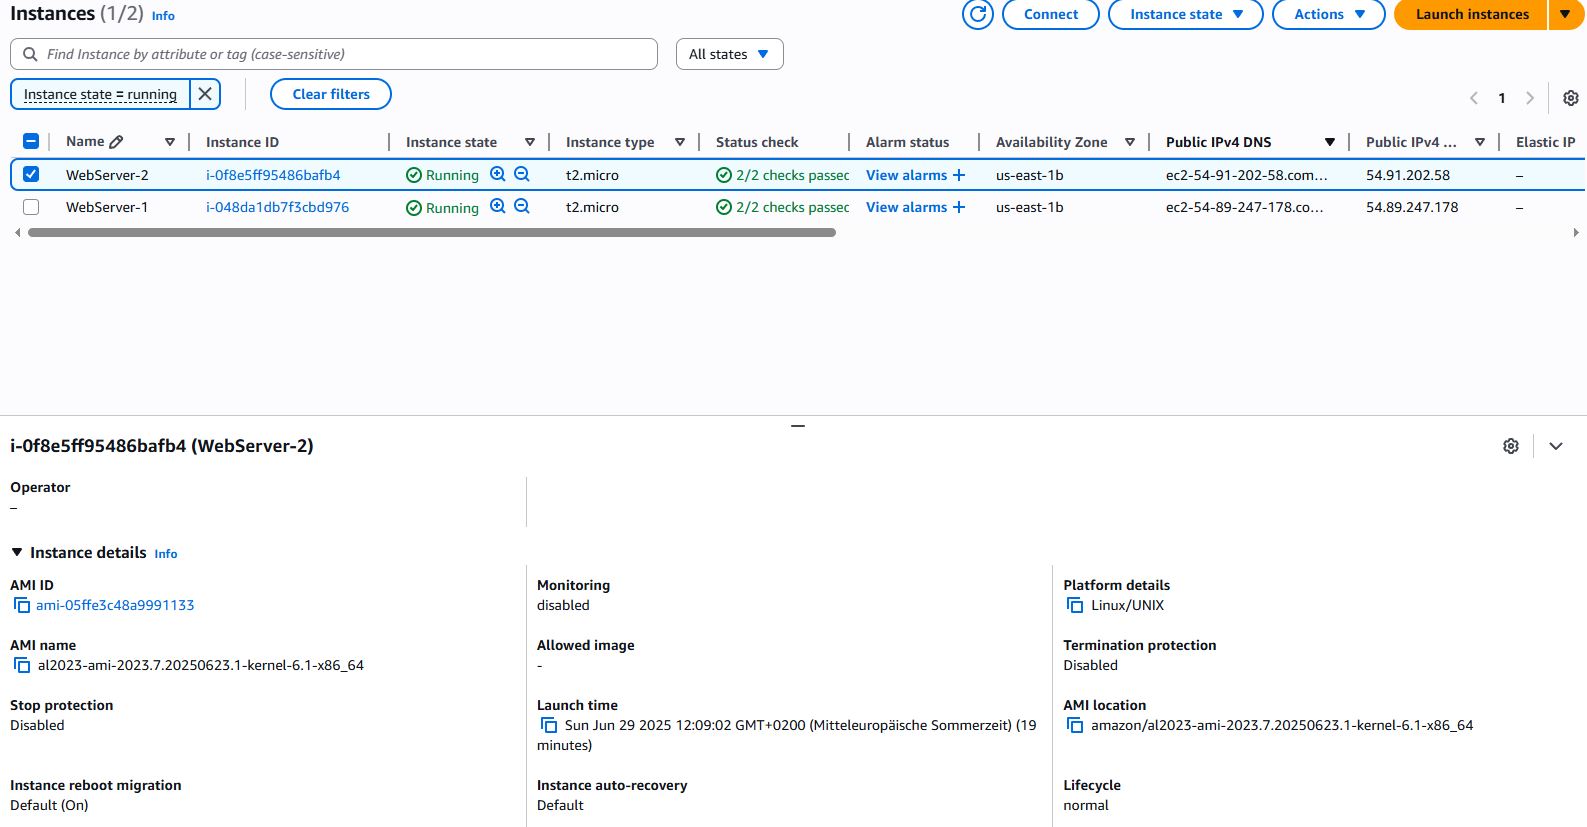 Instances (1/2) Info
Connect
Instance state
Actions
Launch instances
Find Instance by attribute or tag (case-sensitive)
All states
Instance state = running
Clear filters
1
Name Instance ID Instance state Instance type Status check Alarm status Availability Zone Public IPv4 DNS Public IPv4 ... Elastic IP
WebServer-2 i-0f8e5ff95486bafb4 Running t2.micro 2/2 checks passed View alarms + us-east-1b ec2-54-91-202-58.com... 54.91.202.58 –
WebServer-1 i-048da1db7f3cbd976 Running t2.micro 2/2 checks passed View alarms + us-east-1b ec2-54-89-247-178.co... 54.89.247.178 –
i-0f8e5ff95486bafb4 (WebServer-2)
Operator
–
Instance details Info
AMI ID
ami-05ffe3c48a9991133
Monitoring
disabled
Platform details
Linux/UNIX
AMI name
al2023-ami-2023.7.20250623.1-kernel-6.1-x86_64
Allowed image
-
Termination protection
Disabled
Stop protection
Disabled
Launch time
Sun Jun 29 2025 12:09:02 GMT+0200 (Mitteleuropäische Sommerzeit) (19
minutes)
AMI location
amazon/al2023-ami-2023.7.20250623.1-kernel-6.1-x86_64
Instance reboot migration
Default (On)
Instance auto-recovery
Default
Lifecycle
normal